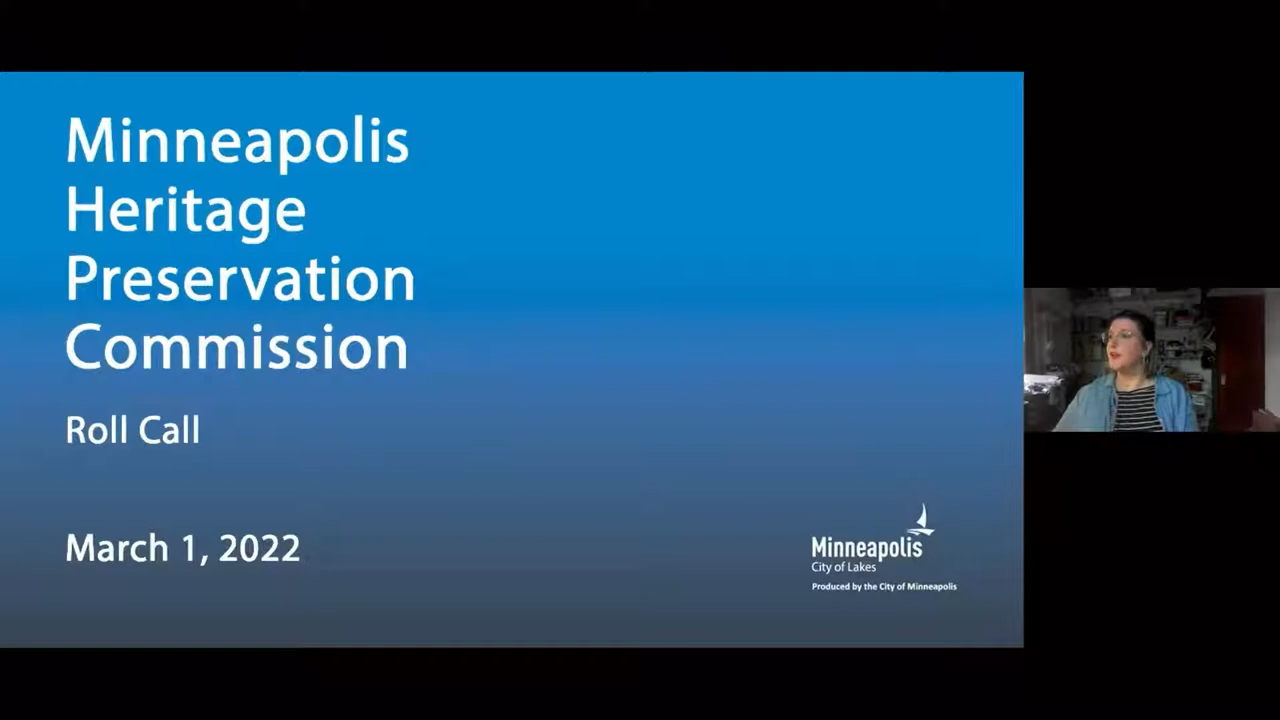 Minneapolis
Heritage
Preservation
Commission
Roll Call
March 1, 2022
Minneapolis
City of Lakes
Produced by the City of Minneapolis